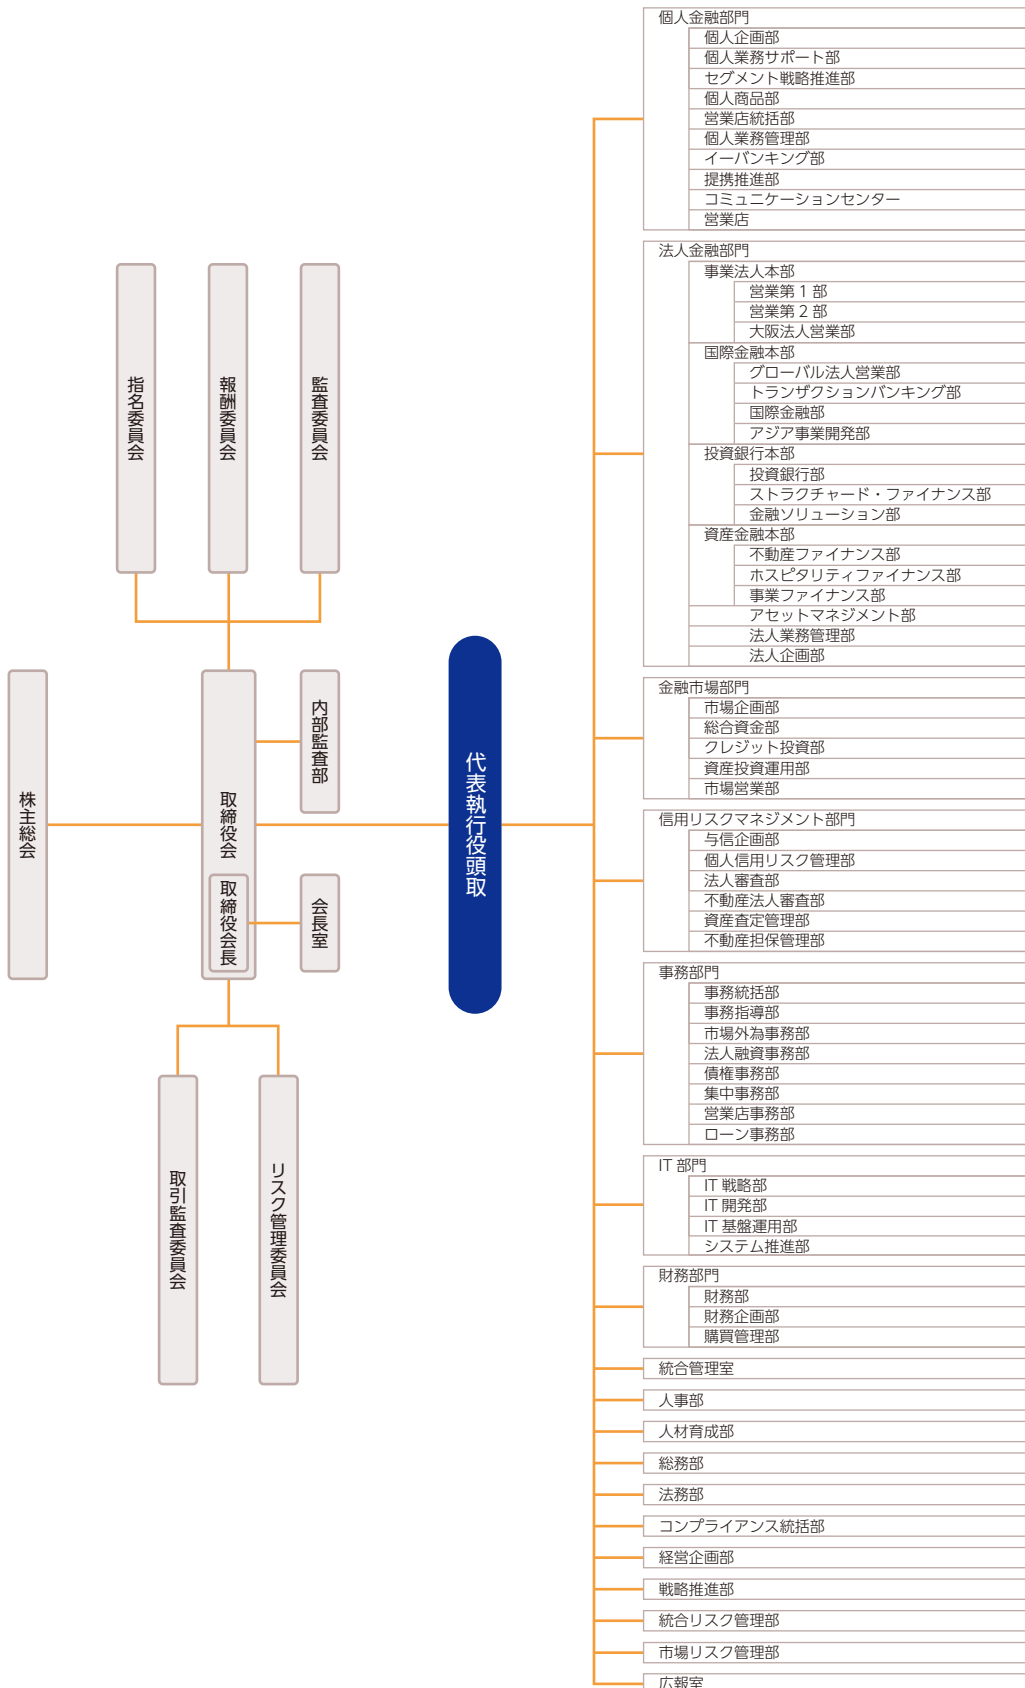 指名委員会
報酬委員会
監査委員会
株主総会
取締役会
内部監査部
取締役会長
会長室
取引監査委員会
リスク管理委員会
代表執行役頭取
個人金融部門
個人企画部
個人業務サポート部
セグメント戦略推進部
個人商品部
営業店統括部
個人業務管理部
イーバンキング部
提携推進部
コミュニケーションセンター
営業店
法人金融部門
事業法人本部
営業第 1 部
営業第 2 部
大阪法人営業部
国際金融本部
グローバル法人営業部
トランザクションバンキング部
国際金融部
アジア事業開発部
投資銀行本部
投資銀行部
ストラクチャード・ファイナンス部
金融ソリューション部
資産金融本部
不動産ファイナンス部
ホスピタリティファイナンス部
事業ファイナンス部
アセットマネジメント部
法人業務管理部
法人企画部
金融市場部門
市場企画部
総合資金部
クレジット投資部
資産投資運用部
市場営業部
信用リスクマネジメント部門
与信企画部
個人信用リスク管理部
法人審査部
不動産法人審査部
資産査定管理部
不動産担保管理部
事務部門
事務統括部
事務指導部
市場外為事務部
法人融資事務部
債権事務部
集中事務部
営業店事務部
ローン事務部
IT 部門
IT 戦略部
IT 開発部
IT 基盤運用部
システム推進部
財務部門
財務部
財務企画部
購買管理部
統合管理室
人事部
人材育成部
総務部
法務部
コンプライアンス統括部
経営企画部
戦略推進部
統合リスク管理部
市場リスク管理部
広報室